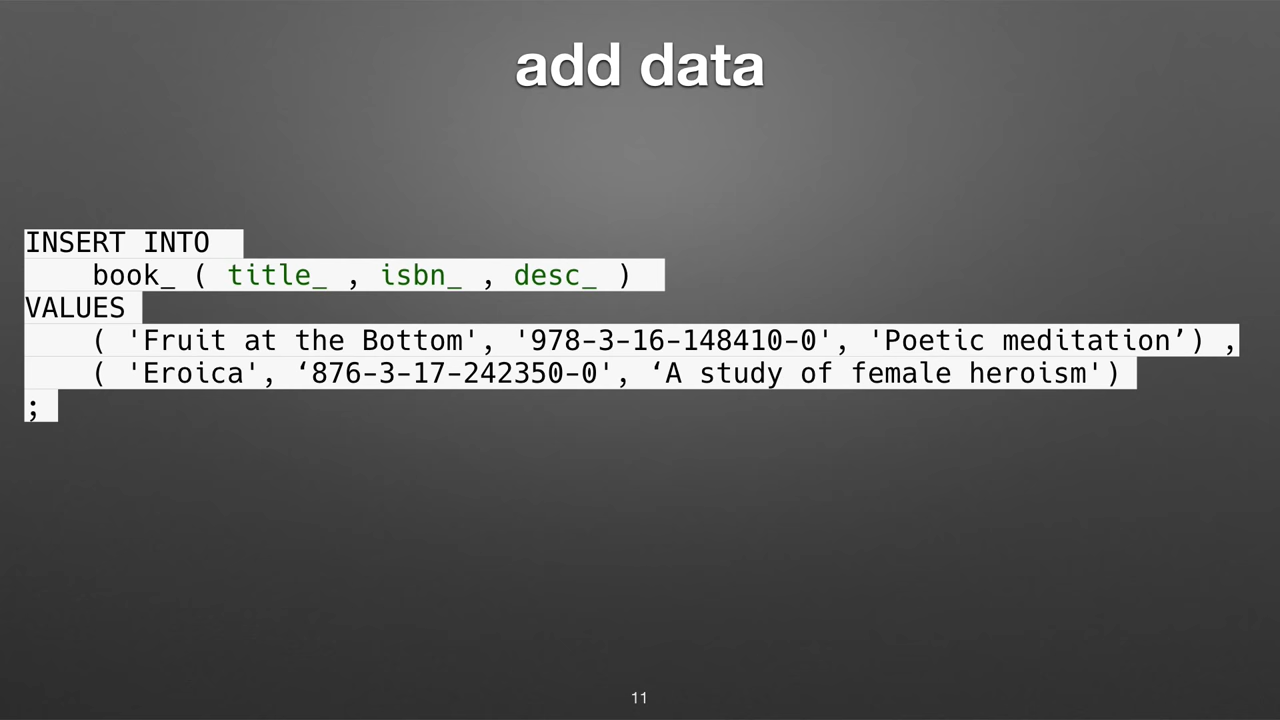 add data
INSERT INTO
book_ ( title_ , isbn_ , desc_ )
VALUES
( 'Fruit at the Bottom', '978-3-16-148410-0', 'Poetic meditation’) ,
( 'Eroica', ‘876-3-17-242350-0', ‘A study of female heroism')
;
11